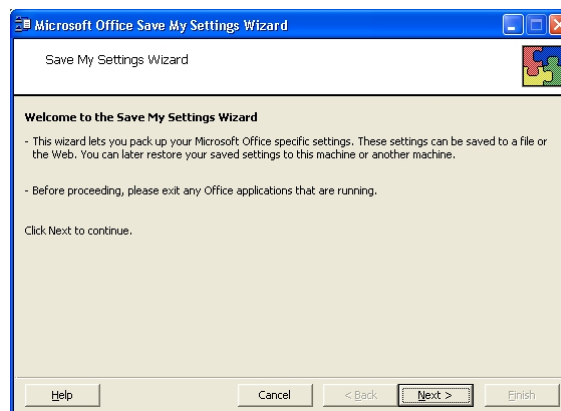 Microsoft Office Save My Settings Wizard
Save My Settings Wizard
Welcome to the Save My Settings Wizard
- This wizard lets you pack up your Microsoft Office specific settings. These settings can be saved to a file or
the Web. You can later restore your saved settings to this machine or another machine.
- Before proceeding, please exit any Office applications that are running.
Click Next to continue.
Help Cancel < Back Next > Finish